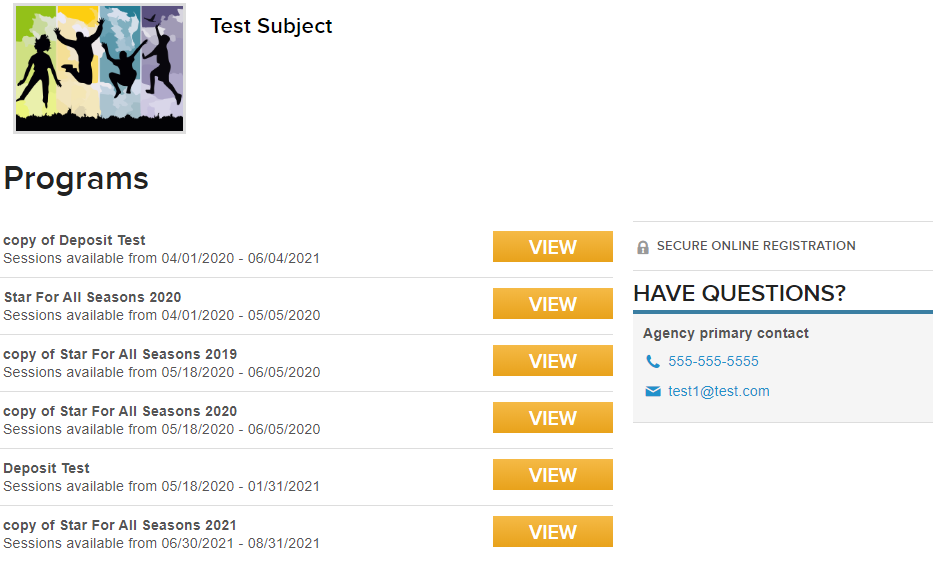 Test Subject
Programs
copy of Deposit Test
Sessions available from 04/01/2020 - 06/04/2021
VIEW
Star For All Seasons 2020
Sessions available from 04/01/2020 - 05/05/2020
VIEW
copy of Star For All Seasons 2019
Sessions available from 05/18/2020 - 06/05/2020
VIEW
copy of Star For All Seasons 2020
Sessions available from 05/18/2020 - 06/05/2020
VIEW
Deposit Test
Sessions available from 05/18/2020 - 01/31/2021
VIEW
copy of Star For All Seasons 2021
Sessions available from 06/30/2021 - 08/31/2021
VIEW
SECURE ONLINE REGISTRATION
HAVE QUESTIONS?
Agency primary contact
555-555-5555
test1@test.com